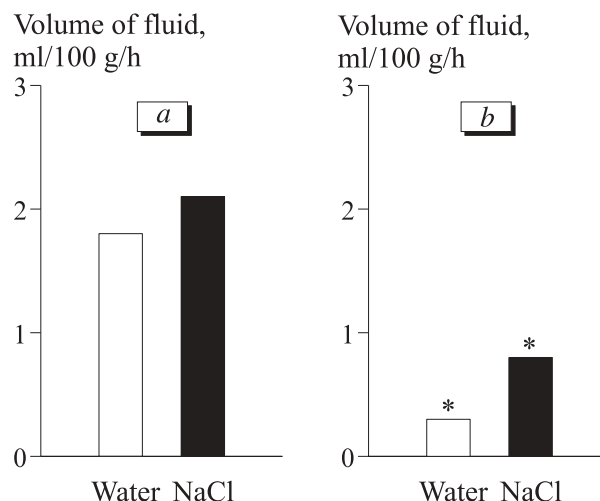 Volume of fluid,
ml/100 g/h
3
a
2
1
0
Water NaCl
Volume of fluid,
ml/100 g/h
3
b
2
1
*
*
0
Water NaCl